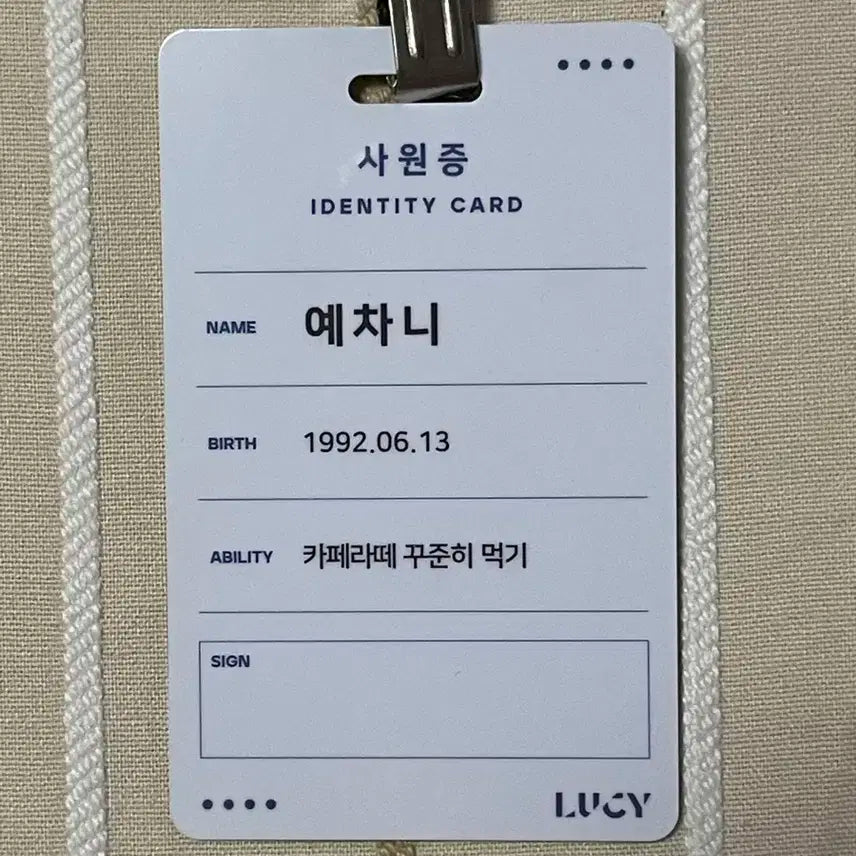 사원증
IDENTITY CARD
NAME 예차니
BIRTH 1992.06.13
ABILITY 카페라떼 꾸준히 먹기
SIGN
LUCY